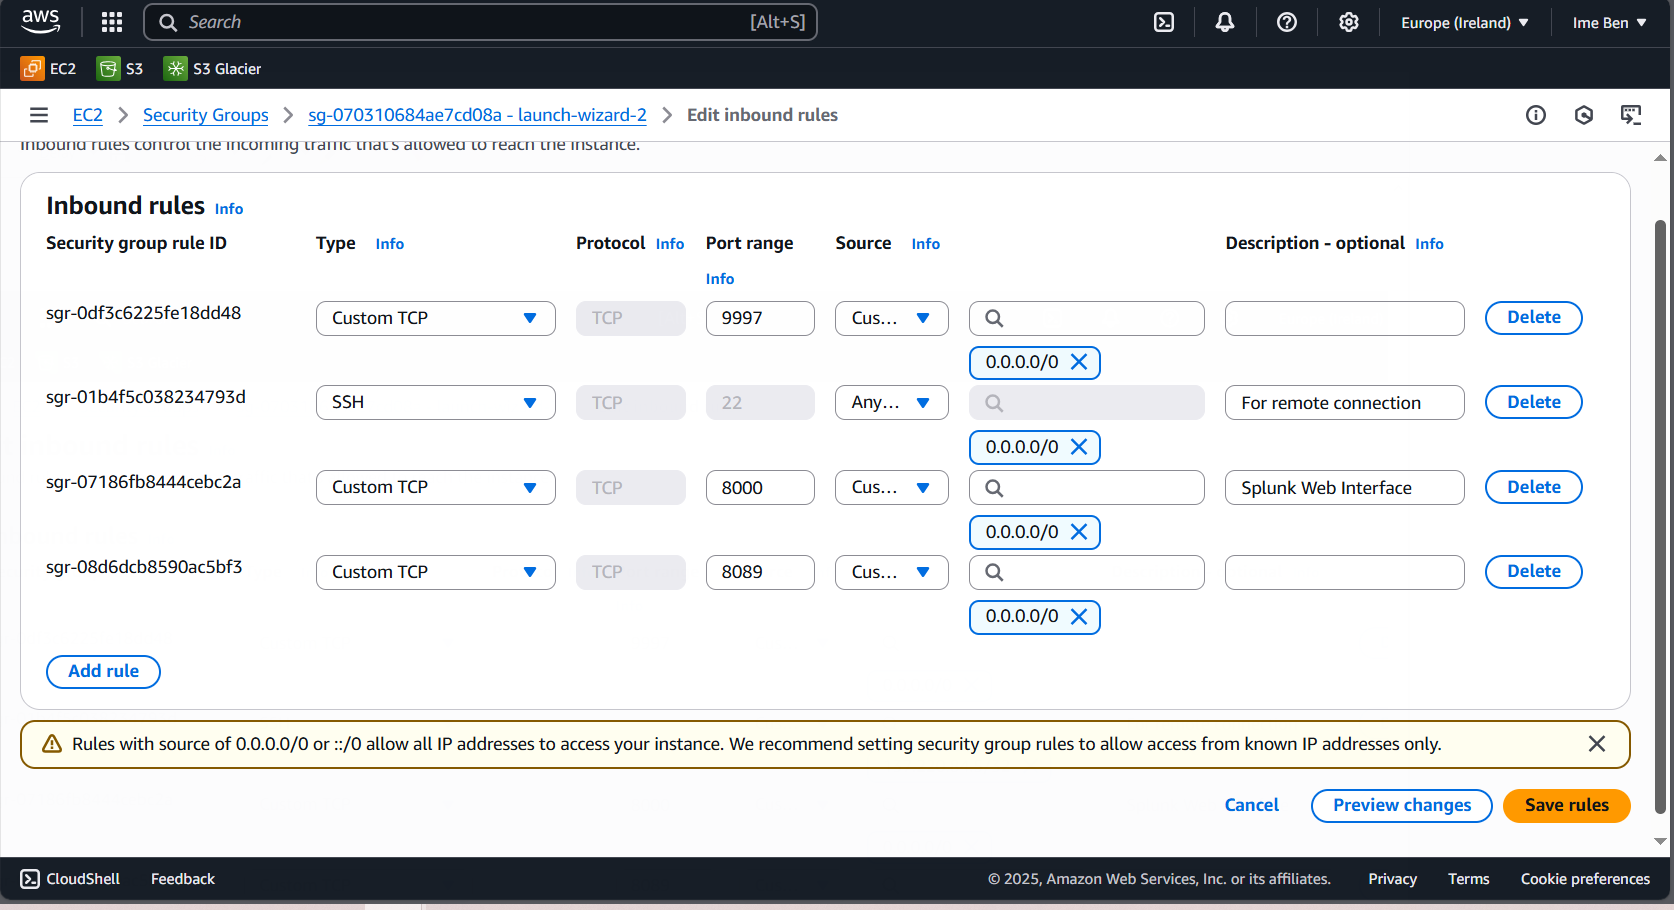 aws
Search [Alt+S]
Europe (Ireland) Ime Ben
EC2 S3 S3 Glacier
EC2 Security Groups sg-070310684ae7cd08a - launch-wizard-2 Edit inbound rules
Inbound rules control the incoming traffic that's allowed to reach the instance.
Inbound rules Info
Security group rule ID Type Info Protocol Info Port range Source Info Description - optional Info
Info
sgr-0df3c6225fe18dd48 Custom TCP TCP 9997 Cus... Delete
0.0.0.0/0
sgr-01b4f5c038234793d SSH TCP 22 Any... For remote connection Delete
0.0.0.0/0
sgr-07186fb8444cebc2a Custom TCP TCP 8000 Cus... Splunk Web Interface Delete
0.0.0.0/0
sgr-08d6dcb8590ac5bf3 Custom TCP TCP 8089 Cus... Delete
0.0.0.0/0
Add rule
Rules with source of 0.0.0.0/0 or ::/0 allow all IP addresses to access your instance. We recommend setting security group rules to allow access from known IP addresses only.
Cancel Preview changes Save rules
CloudShell Feedback © 2025, Amazon Web Services, Inc. or its affiliates. Privacy Terms Cookie preferences